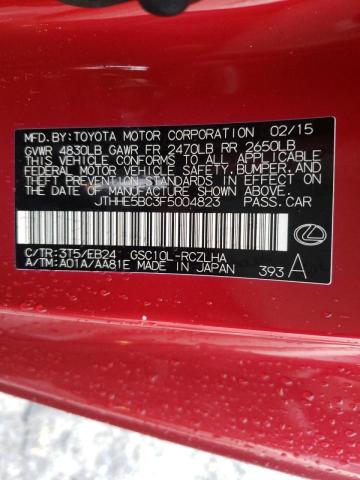 MFD. BY: TOYOTA MOTOR CORPORATION 02/15
GVWR 4830LB GAWR FR 2470LB RR 2650LB
THIS VEHICLE CONFORMS TO ALL APPLICABLE
FEDERAL MOTOR VEHICLE SAFETY, BUMPER, AND
THEFT PREVENTION STANDARDS IN EFFECT ON
THE DATE OF MANUFACTURE SHOWN ABOVE.
JTHHE5BC3F5004823 PASS. CAR
C/TR: 3T5/EB24 GSC10L-RCZLHA
A/TM: A01A/AA81E MADE IN JAPAN 393 A